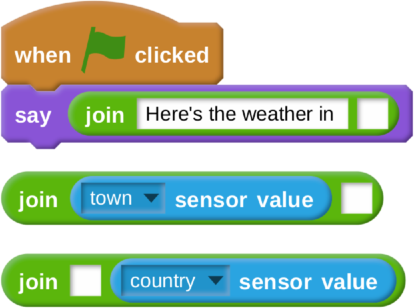 when clicked
say join Here's the weather in
join town sensor value
join country sensor value